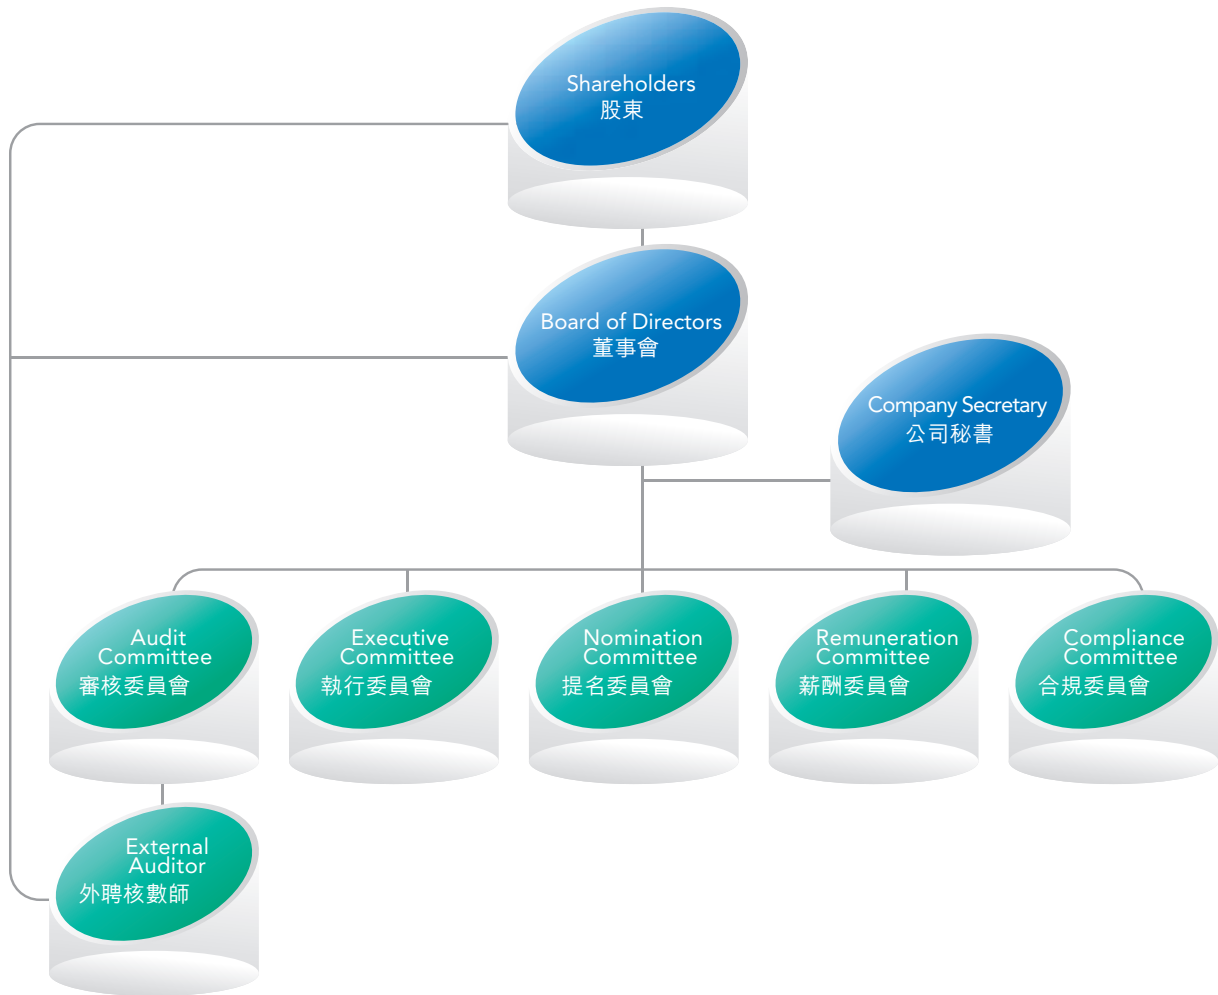 Shareholders
股東
Board of Directors
董事會
Company Secretary
公司秘書
Audit
Committee
審核委員會
Executive
Committee
執行委員會
Nomination
Committee
提名委員會
Remuneration
Committee
薪酬委員會
Compliance
Committee
合規委員會
External
Auditor
外聘核數師